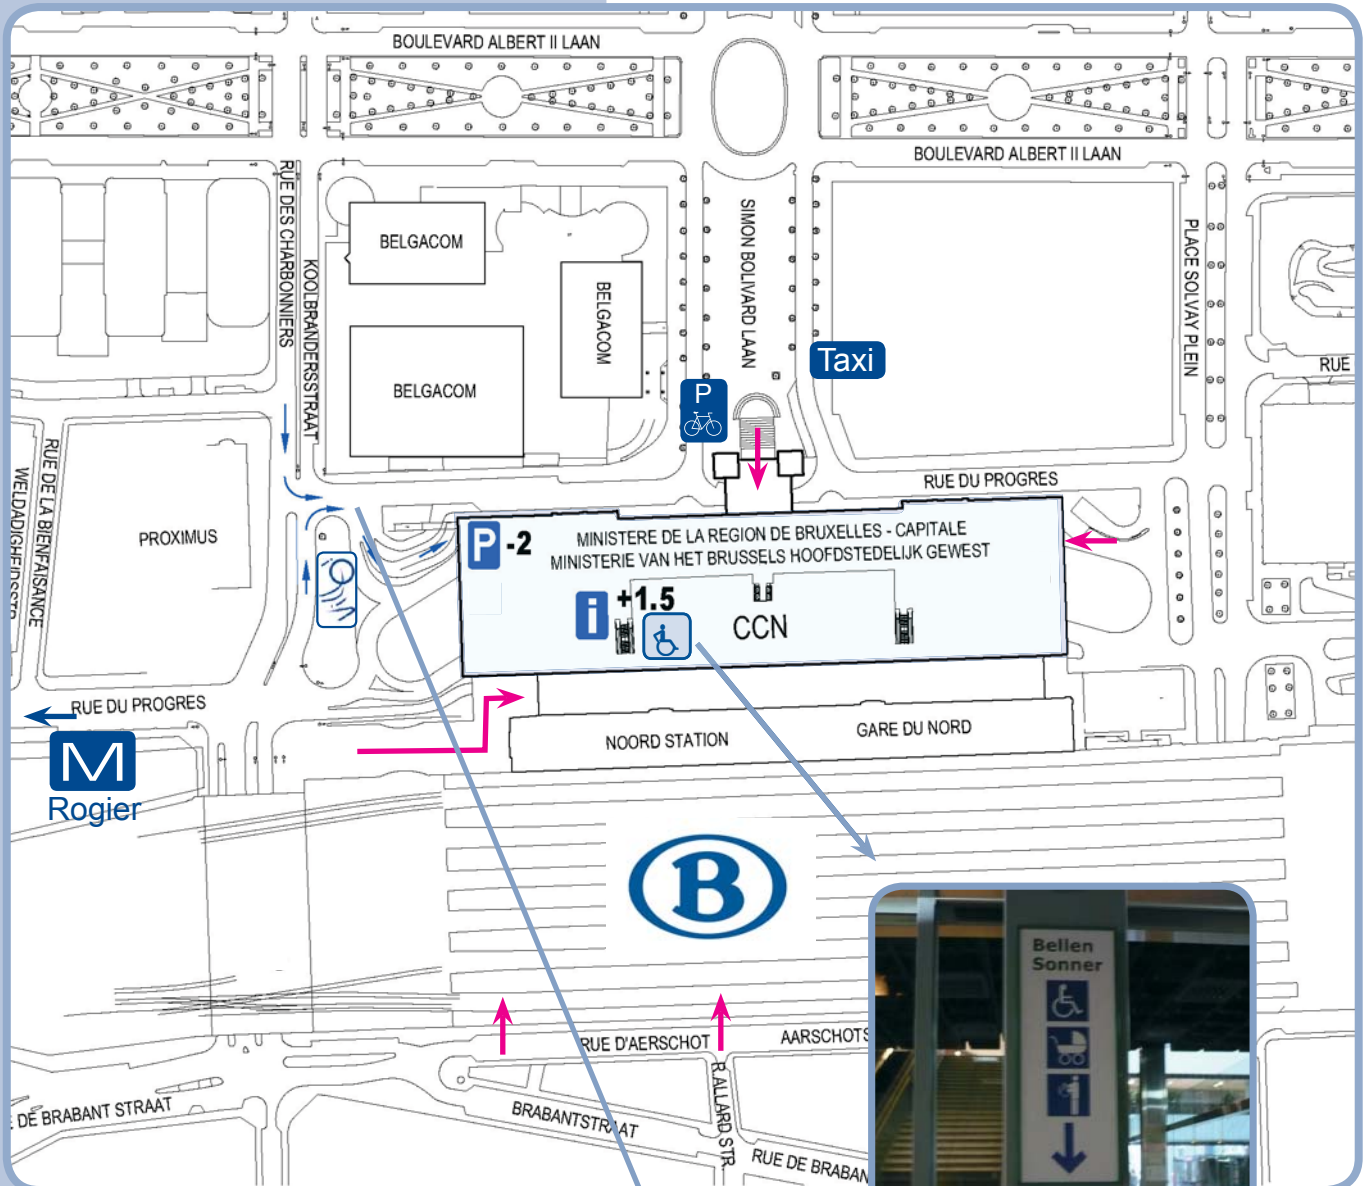 BOULEVARD ALBERT II LAAN
BOULEVARD ALBERT II LAAN
RUE DES CHARBONNIERS
KOOLBRANDERSSTRAAT
BELGACOM
BELGACOM
BELGACOM
SIMON BOLIVARD LAAN
PLACE SOLVAY PLEIN
Taxi
RUE
P
RUE DE LA BIENFAISANCE
WELDADIGHEIDSSTR
PROXIMUS
RUE DU PROGRES
P -2
MINISTERE DE LA REGION DE BRUXELLES - CAPITALE
MINISTERIE VAN HET BRUSSELS HOOFDSTEDELIJK GEWEST
i +1.5
CCN
Villo
RUE DU PROGRES
M
Rogier
NOORD STATION
GARE DU NORD
B
RUE D'AERSCHOT
AARSCHOTS
R.ALLARD STR.
E DE BRABANT STRAAT
BRABANTSTRAAT
RUE DE BRABAN
Bellen
Sonner